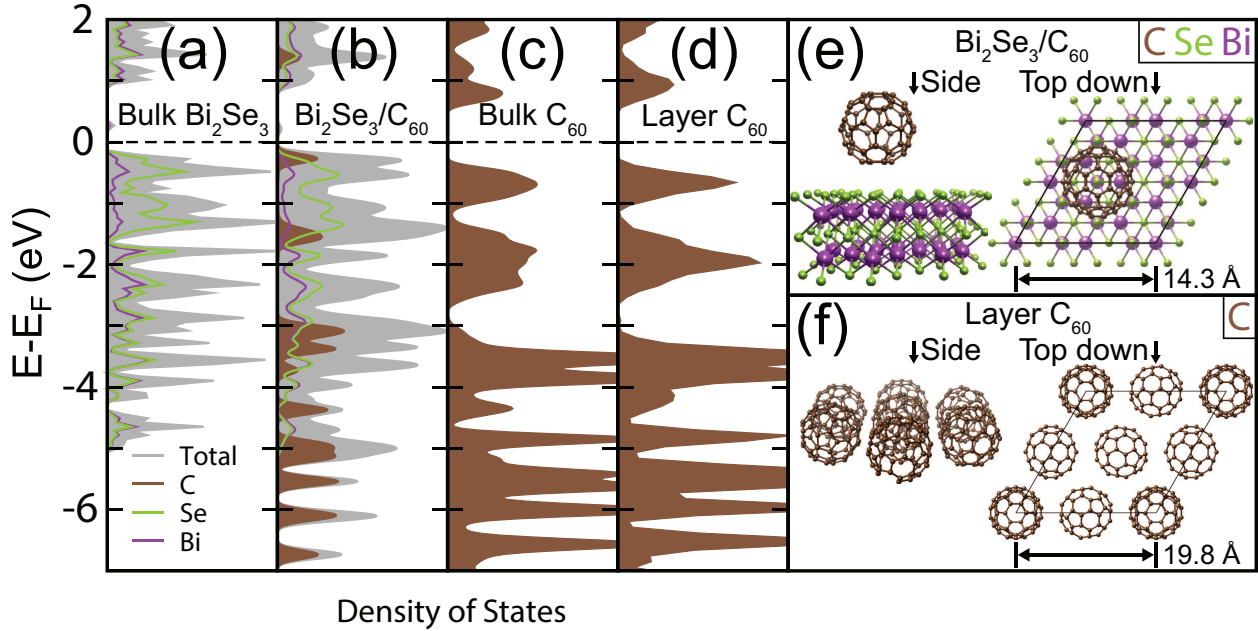 2
0
-2
-4
-6
E-E_F (eV)
(a)
Bulk Bi₂Se₃
Total
C
Se
Bi
(b)
Bi₂Se₃/C₆₀
(c)
Bulk C₆₀
(d)
Layer C₆₀
Density of States
(e)
Bi₂Se₃/C₆₀
C Se Bi
Side
Top down
14.3 Å
(f)
Layer C₆₀
C
Side
Top down
19.8 Å